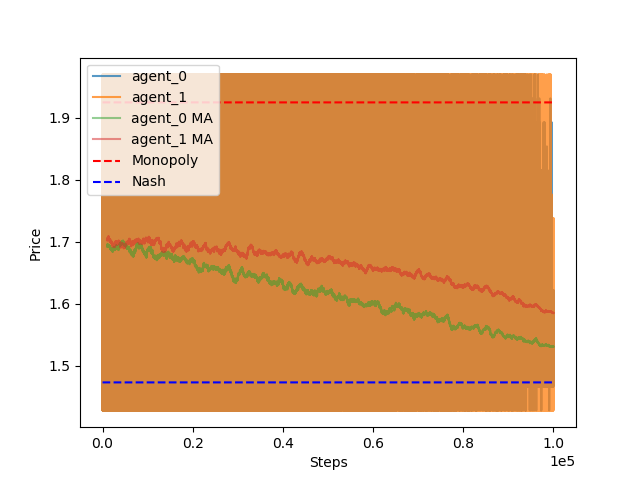 agent_0
agent_1
agent_0 MA
agent_1 MA
Monopoly
Nash
Price
1.9
1.8
1.7
1.6
1.5
0.0 0.2 0.4 0.6 0.8 1.0
Steps 1e5